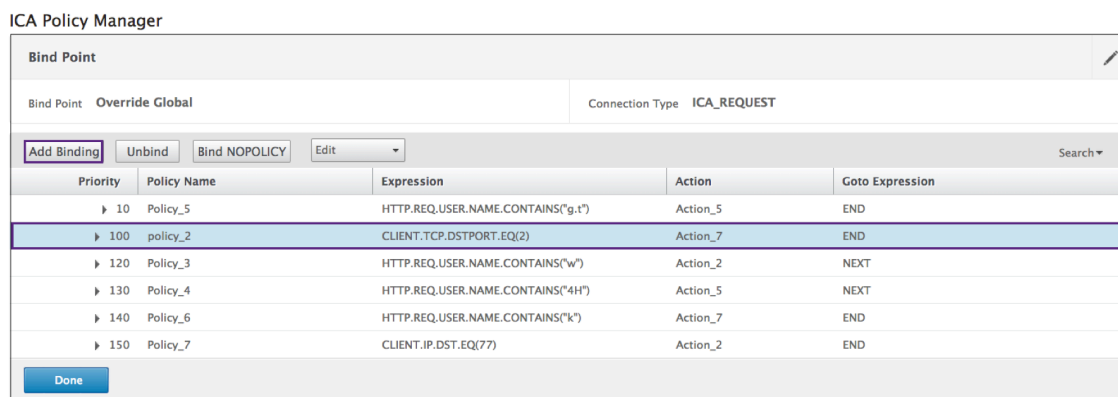 ICA Policy Manager
Bind Point
Bind Point Override Global Connection Type ICA_REQUEST
Add Binding Unbind Bind NOPOLICY Edit Search
Priority Policy Name Expression Action Goto Expression
10 Policy_5 HTTP.REQ.USER.NAME.CONTAINS("g.t") Action_5 END
100 policy_2 CLIENT.TCP.DSTPORT.EQ(2) Action_7 END
120 Policy_3 HTTP.REQ.USER.NAME.CONTAINS("w") Action_2 NEXT
130 Policy_4 HTTP.REQ.USER.NAME.CONTAINS("4H") Action_5 NEXT
140 Policy_6 HTTP.REQ.USER.NAME.CONTAINS("k") Action_7 END
150 Policy_7 CLIENT.IP.DST.EQ(77) Action_2 END
Done